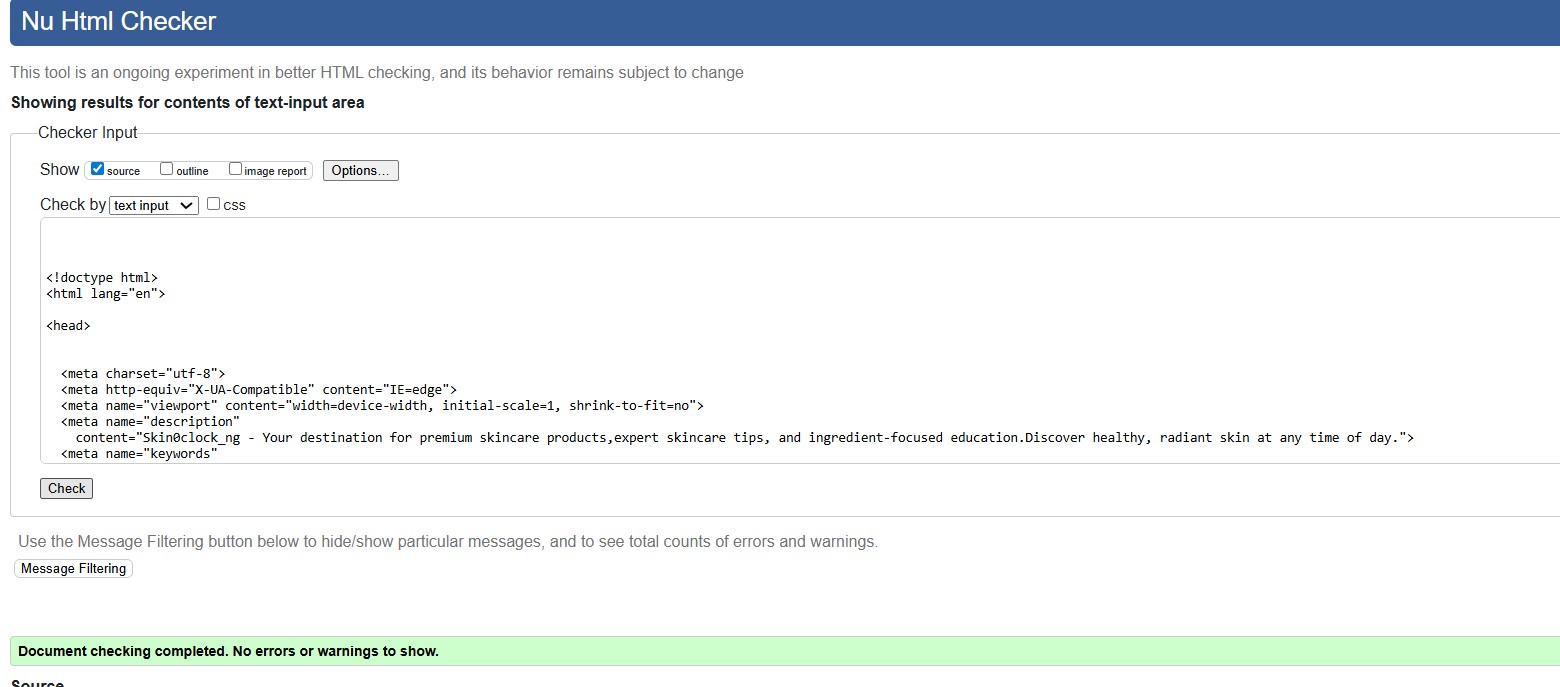 Nu Html Checker
This tool is an ongoing experiment in better HTML checking, and its behavior remains subject to change
Showing results for contents of text-input area
Checker Input
Show source outline image report Options...
Check by text input css
<!doctype html>
<html lang="en">
<head>
<meta charset="utf-8">
<meta http-equiv="X-UA-Compatible" content="IE=edge">
<meta name="viewport" content="width=device-width, initial-scale=1, shrink-to-fit=no">
<meta name="description"
content="Skin0clock_ng - Your destination for premium skincare products,expert skincare tips, and ingredient-focused education.Discover healthy, radiant skin at any time of day.">
<meta name="keywords"
Check
Use the Message Filtering button below to hide/show particular messages, and to see total counts of errors and warnings.
Message Filtering
Document checking completed. No errors or warnings to show.
Source